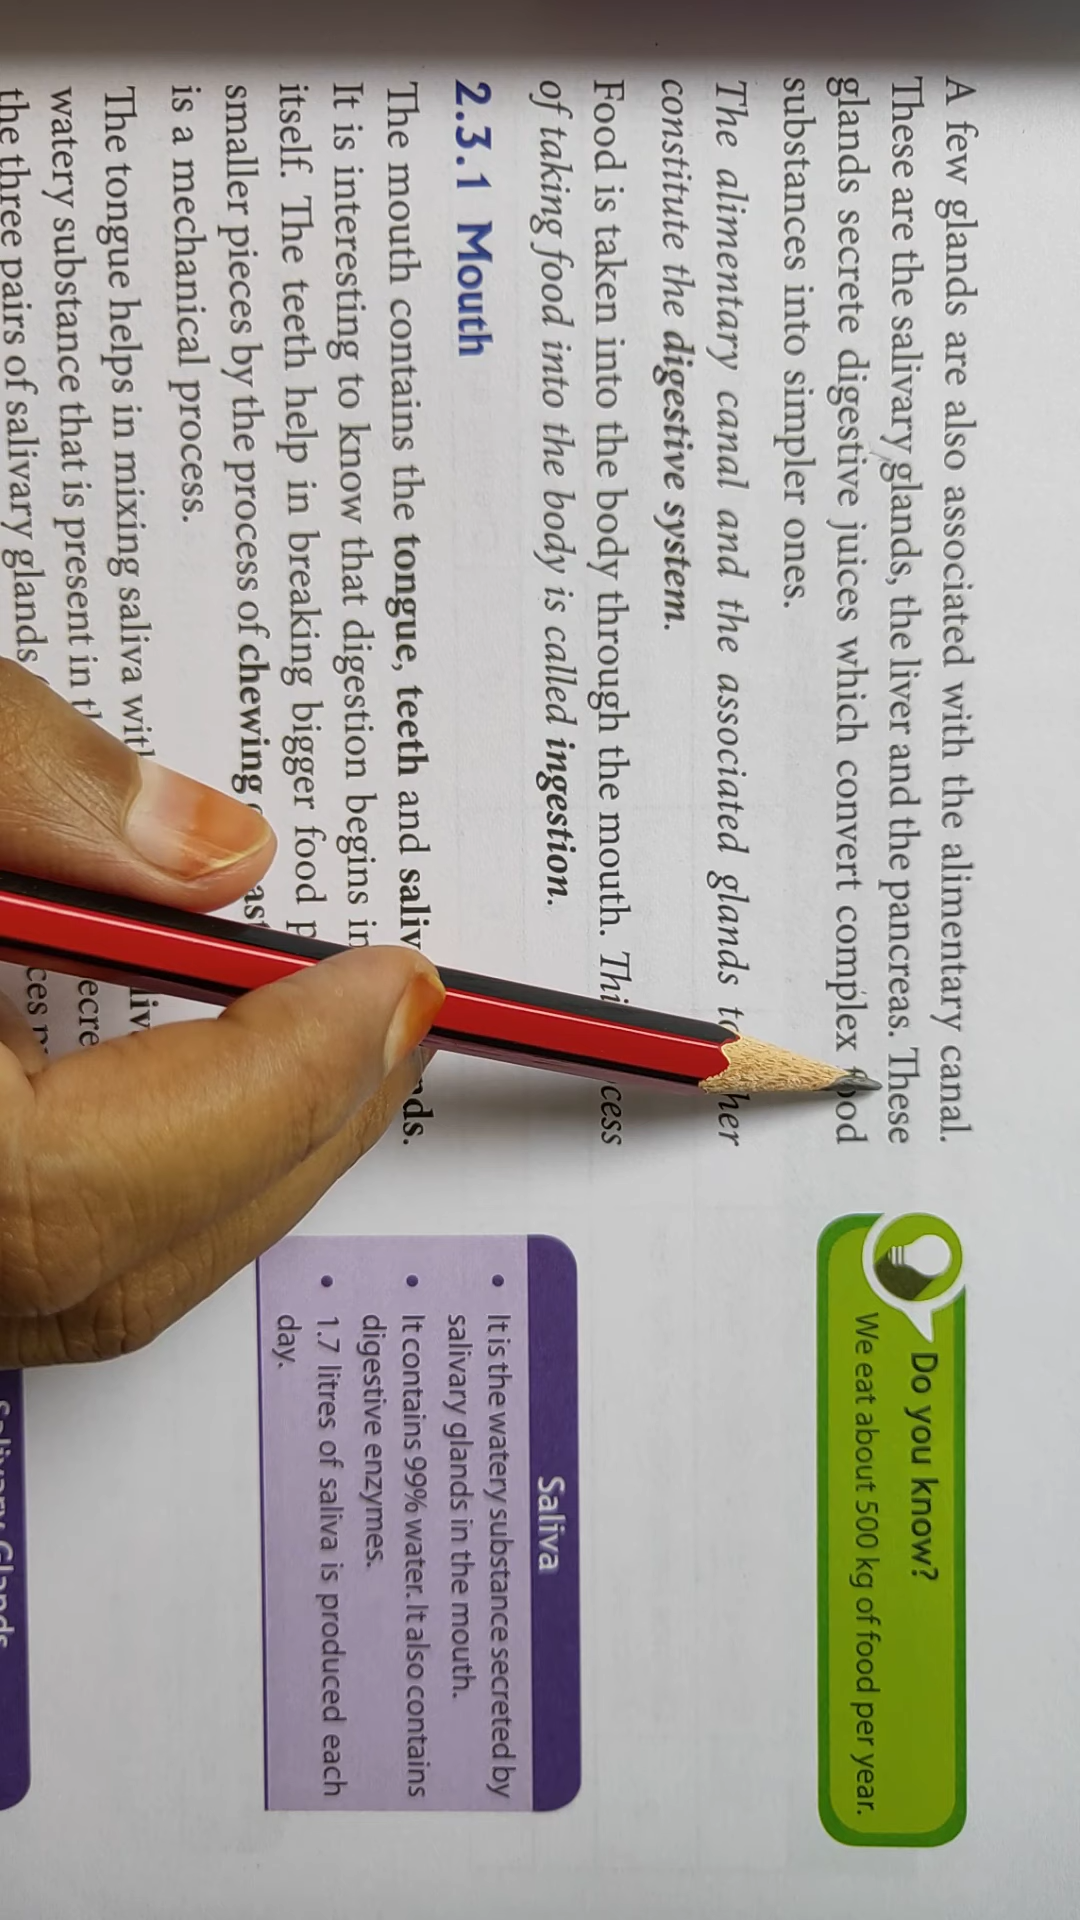 A few glands are also associated with the alimentary canal.
These are the salivary glands, the liver and the pancreas. These
glands secrete digestive juices which convert complex food
substances into simpler ones.
The alimentary canal and the associated glands
constitute the digestive system.
Food is taken into the body through the mouth.
of taking food into the body is called ingestion.
2.3.1 Mouth
The mouth contains the tongue, teeth and
It is interesting to know that digestion begins
itself. The teeth help in breaking bigger food
smaller pieces by the process of chewing
is a mechanical process.
The tongue helps in mixing saliva
watery substance that is present in
the three pairs of salivary glands
Do you know?
We eat about 500 kg of food per year.
Saliva
• It is the watery substance secreted by
salivary glands in the mouth.
• It contains 99% water. It also contains
digestive enzymes.
• 1.7 litres of saliva is produced each
day.
Salivary Glands